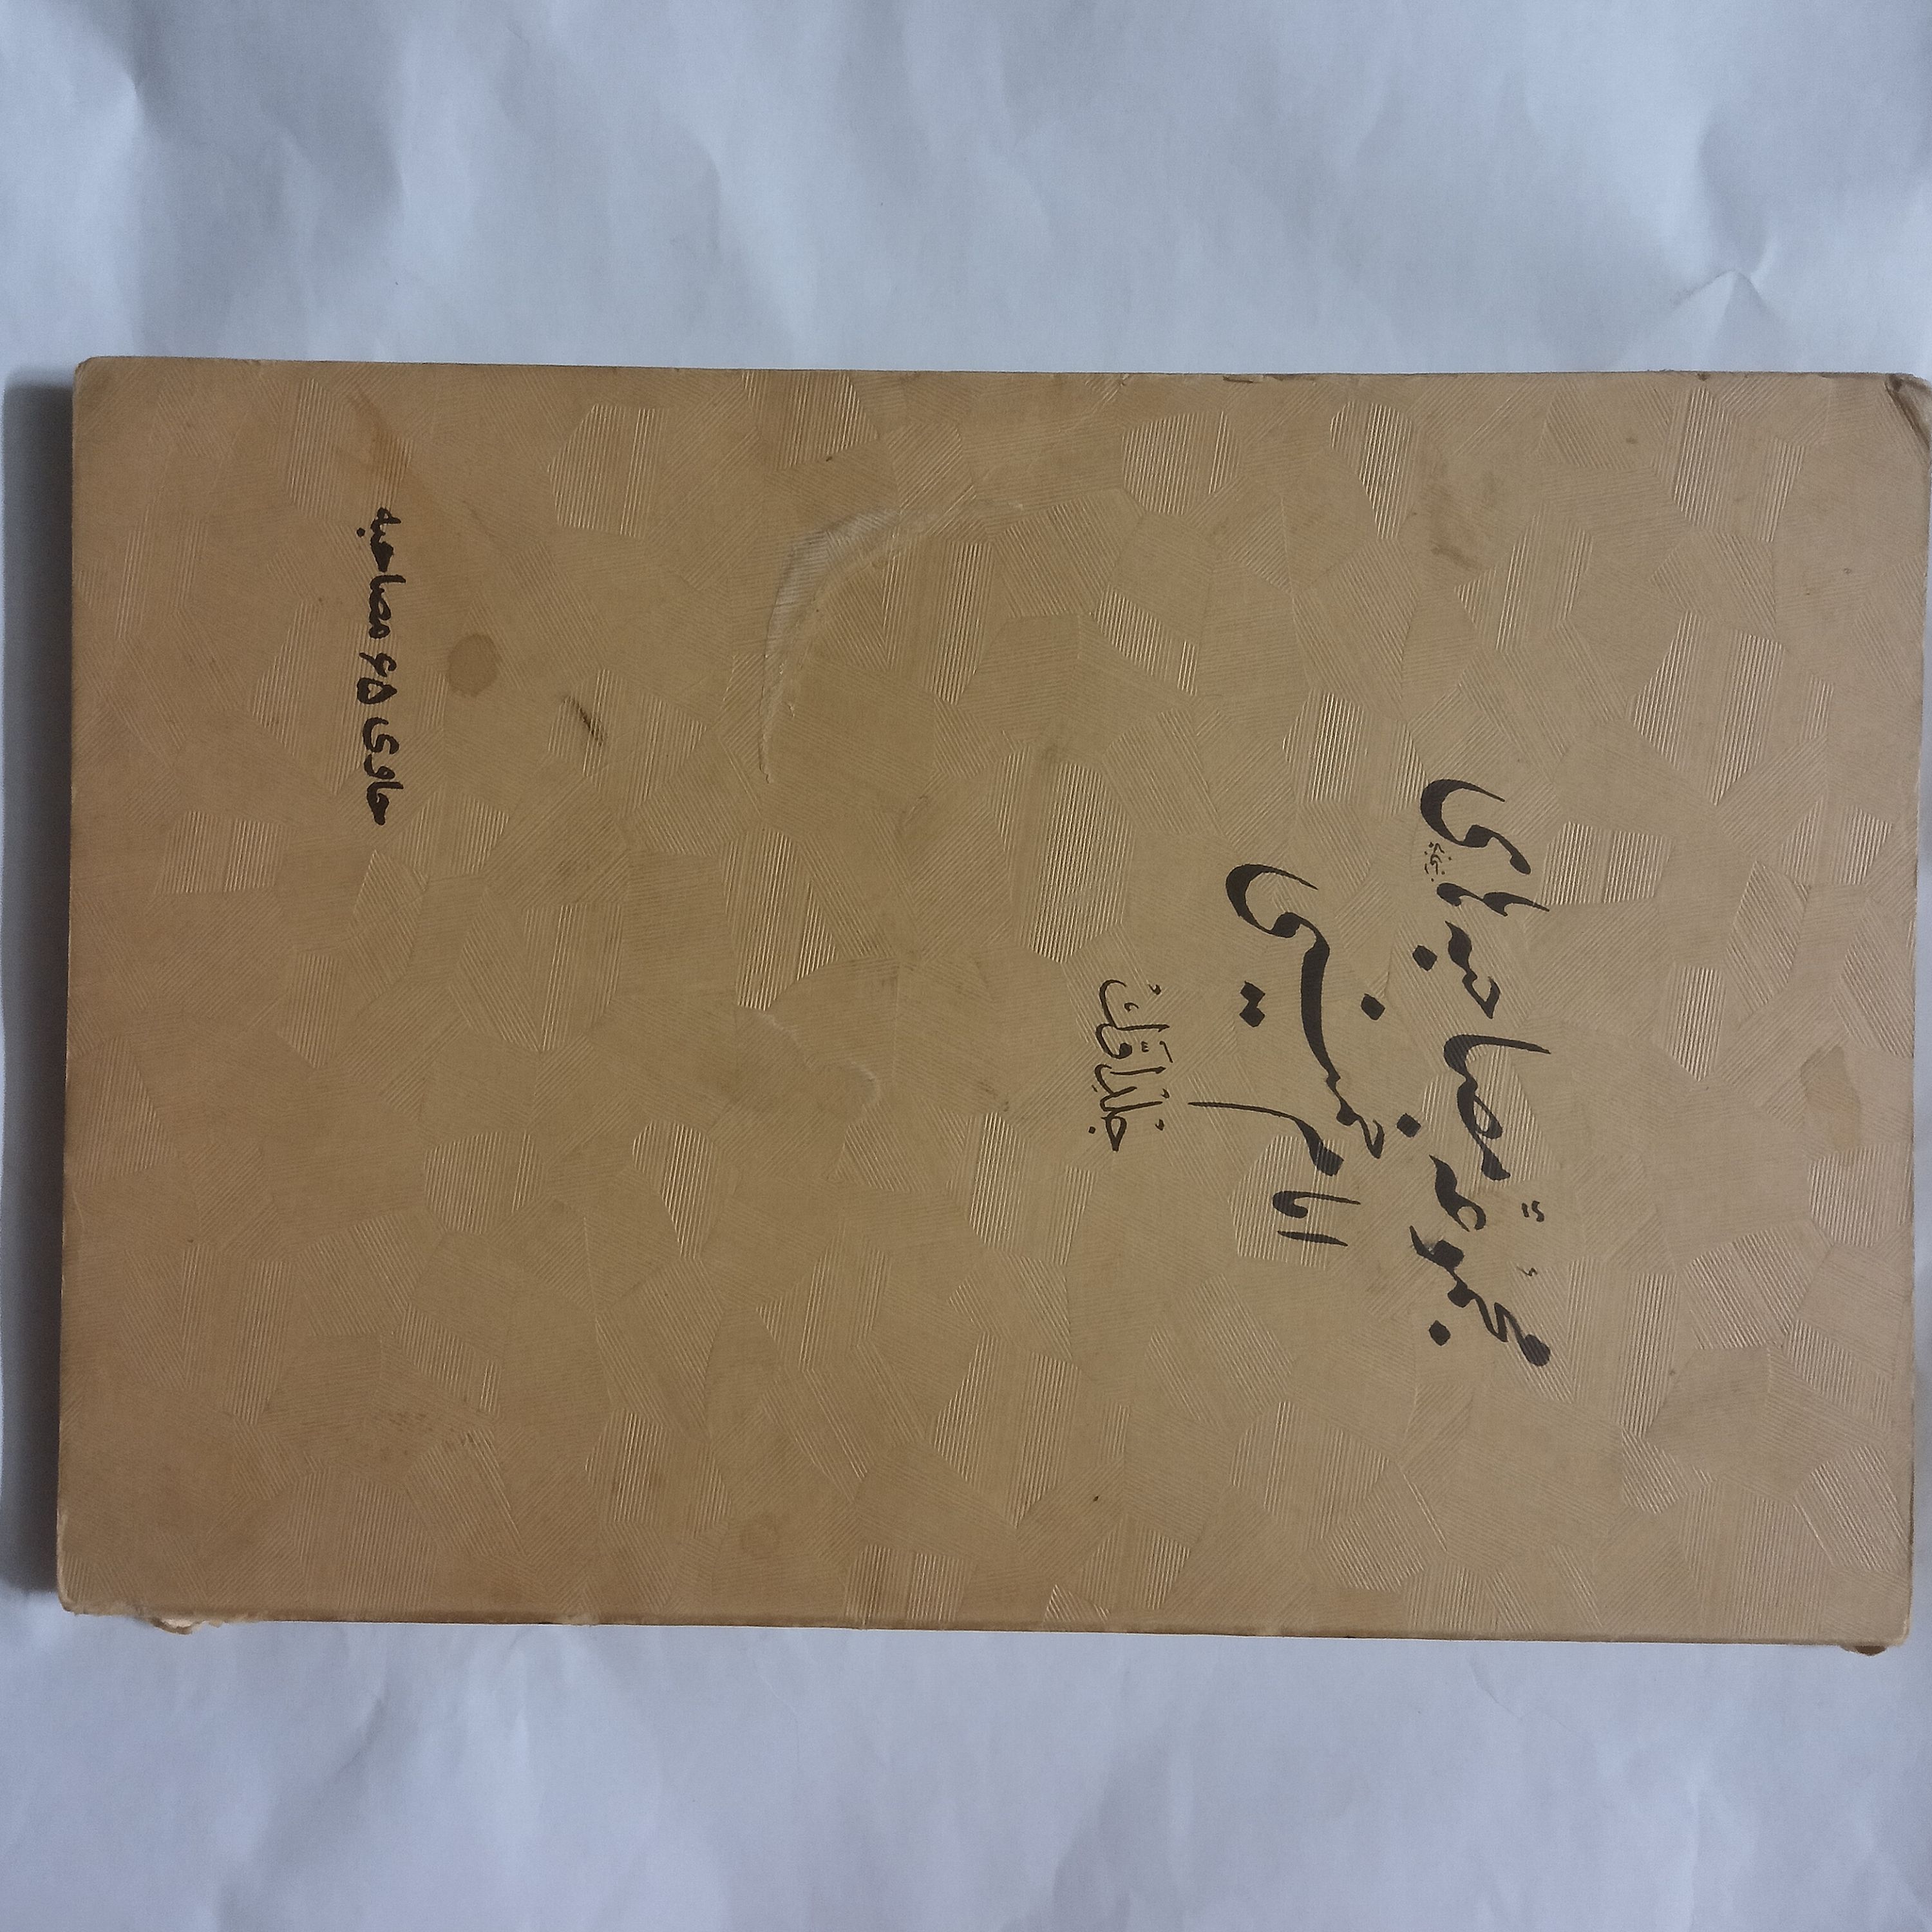 مجموعهٔ مصاحبه‌های
امام خمینی
جلد اول
حاوی ۶۵ مصاحبه